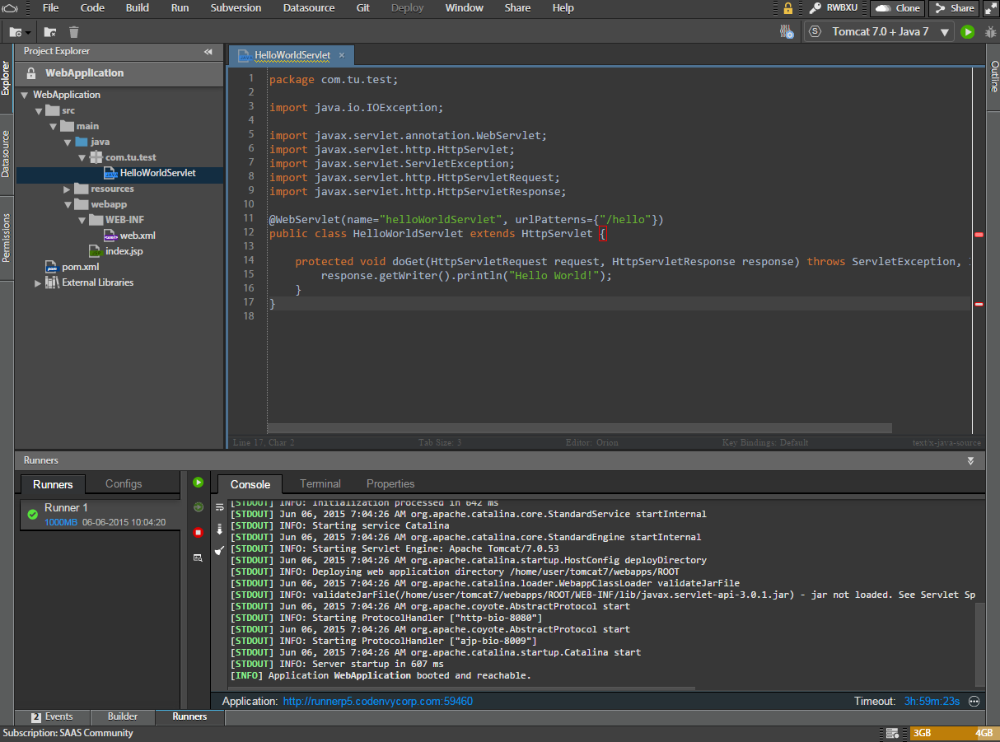 File Code Build Run Subversion Datasource Git Deploy Window Share Help RWBXU Clone Share
Tomcat 7.0 + Java 7
Explorer
Datasource
Permissions
Project Explorer
WebApplication
WebApplication
src
main
java
com.tu.test
HelloWorldServlet
resources
webapp
WEB-INF
web.xml
index.jsp
pom.xml
External Libraries
HelloWorldServlet
Outline
1 package com.tu.test;
2
3 import java.io.IOException;
4
5 import javax.servlet.annotation.WebServlet;
6 import javax.servlet.http.HttpServlet;
7 import javax.servlet.ServletException;
8 import javax.servlet.http.HttpServletRequest;
9 import javax.servlet.http.HttpServletResponse;
10
11 @WebServlet(name="helloWorldServlet", urlPatterns={"/hello"})
12 public class HelloWorldServlet extends HttpServlet {
13
14 protected void doGet(HttpServletRequest request, HttpServletResponse response) throws ServletException,
15 response.getWriter().println("Hello World!");
16 }
17 }
18
Line 17, Char 2 Tab Size: 3 Editor: Orion Key Bindings: Default text/x-java-source
Runners
Runners Configs
Runner 1
1000MB 06-06-2015 10:04:20
Console Terminal Properties
[STDOUT] INFO: Initialization processed in 642 ms
[STDOUT] Jun 06, 2015 7:04:26 AM org.apache.catalina.core.StandardService startInternal
[STDOUT] INFO: Starting service Catalina
[STDOUT] Jun 06, 2015 7:04:26 AM org.apache.catalina.core.StandardEngine startInternal
[STDOUT] INFO: Starting Servlet Engine: Apache Tomcat/7.0.53
[STDOUT] Jun 06, 2015 7:04:26 AM org.apache.catalina.startup.HostConfig deployDirectory
[STDOUT] INFO: Deploying web application directory /home/user/tomcat7/webapps/ROOT
[STDOUT] Jun 06, 2015 7:04:26 AM org.apache.catalina.loader.WebappClassLoader validateJarFile
[STDOUT] INFO: validateJarFile(/home/user/tomcat7/webapps/ROOT/WEB-INF/lib/javax.servlet-api-3.0.1.jar) - jar not loaded. See Servlet Sp
[STDOUT] Jun 06, 2015 7:04:26 AM org.apache.coyote.AbstractProtocol start
[STDOUT] INFO: Starting ProtocolHandler ["http-bio-8080"]
[STDOUT] Jun 06, 2015 7:04:26 AM org.apache.coyote.AbstractProtocol start
[STDOUT] INFO: Starting ProtocolHandler ["ajp-bio-8009"]
[STDOUT] Jun 06, 2015 7:04:26 AM org.apache.catalina.startup.Catalina start
[STDOUT] INFO: Server startup in 607 ms
[INFO] Application WebApplication booted and reachable.
Application: http://runnerp5.codenvycorp.com:59460 Timeout: 3h:59m:23s
2 Events Builder Runners
Subscription: SAAS Community 3GB 4GB